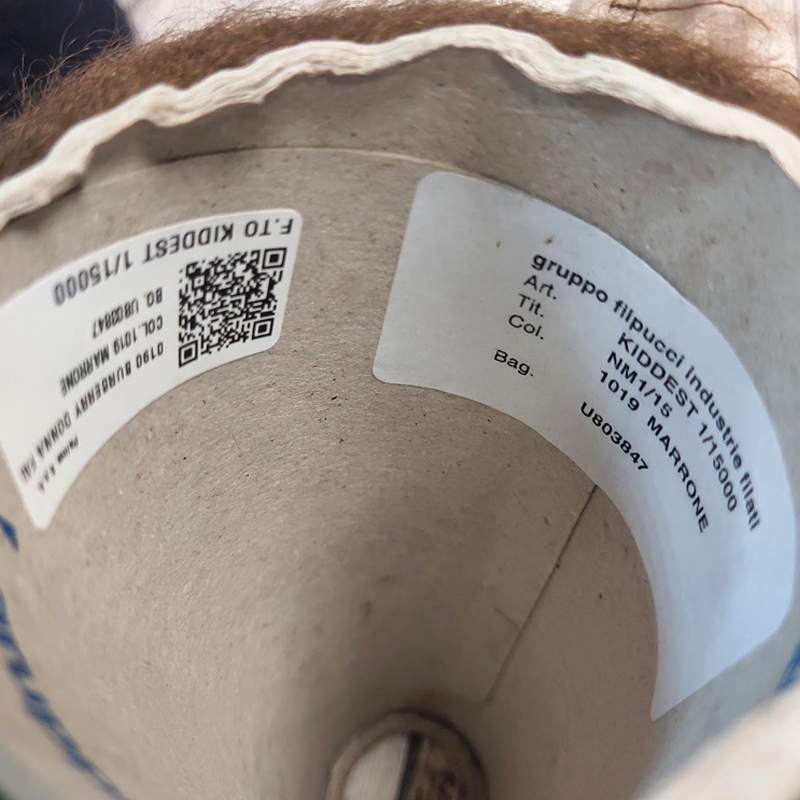 F.TO KIDDEST 1/15000
BG. U803847
COL.1019 MARRONE
0190 BURBERRY DONNA
gruppo filpucci industrie filati
Art. KIDDEST 1/15000
Tit. NM1/15
Col. 1019 MARRONE
Bag. U803847